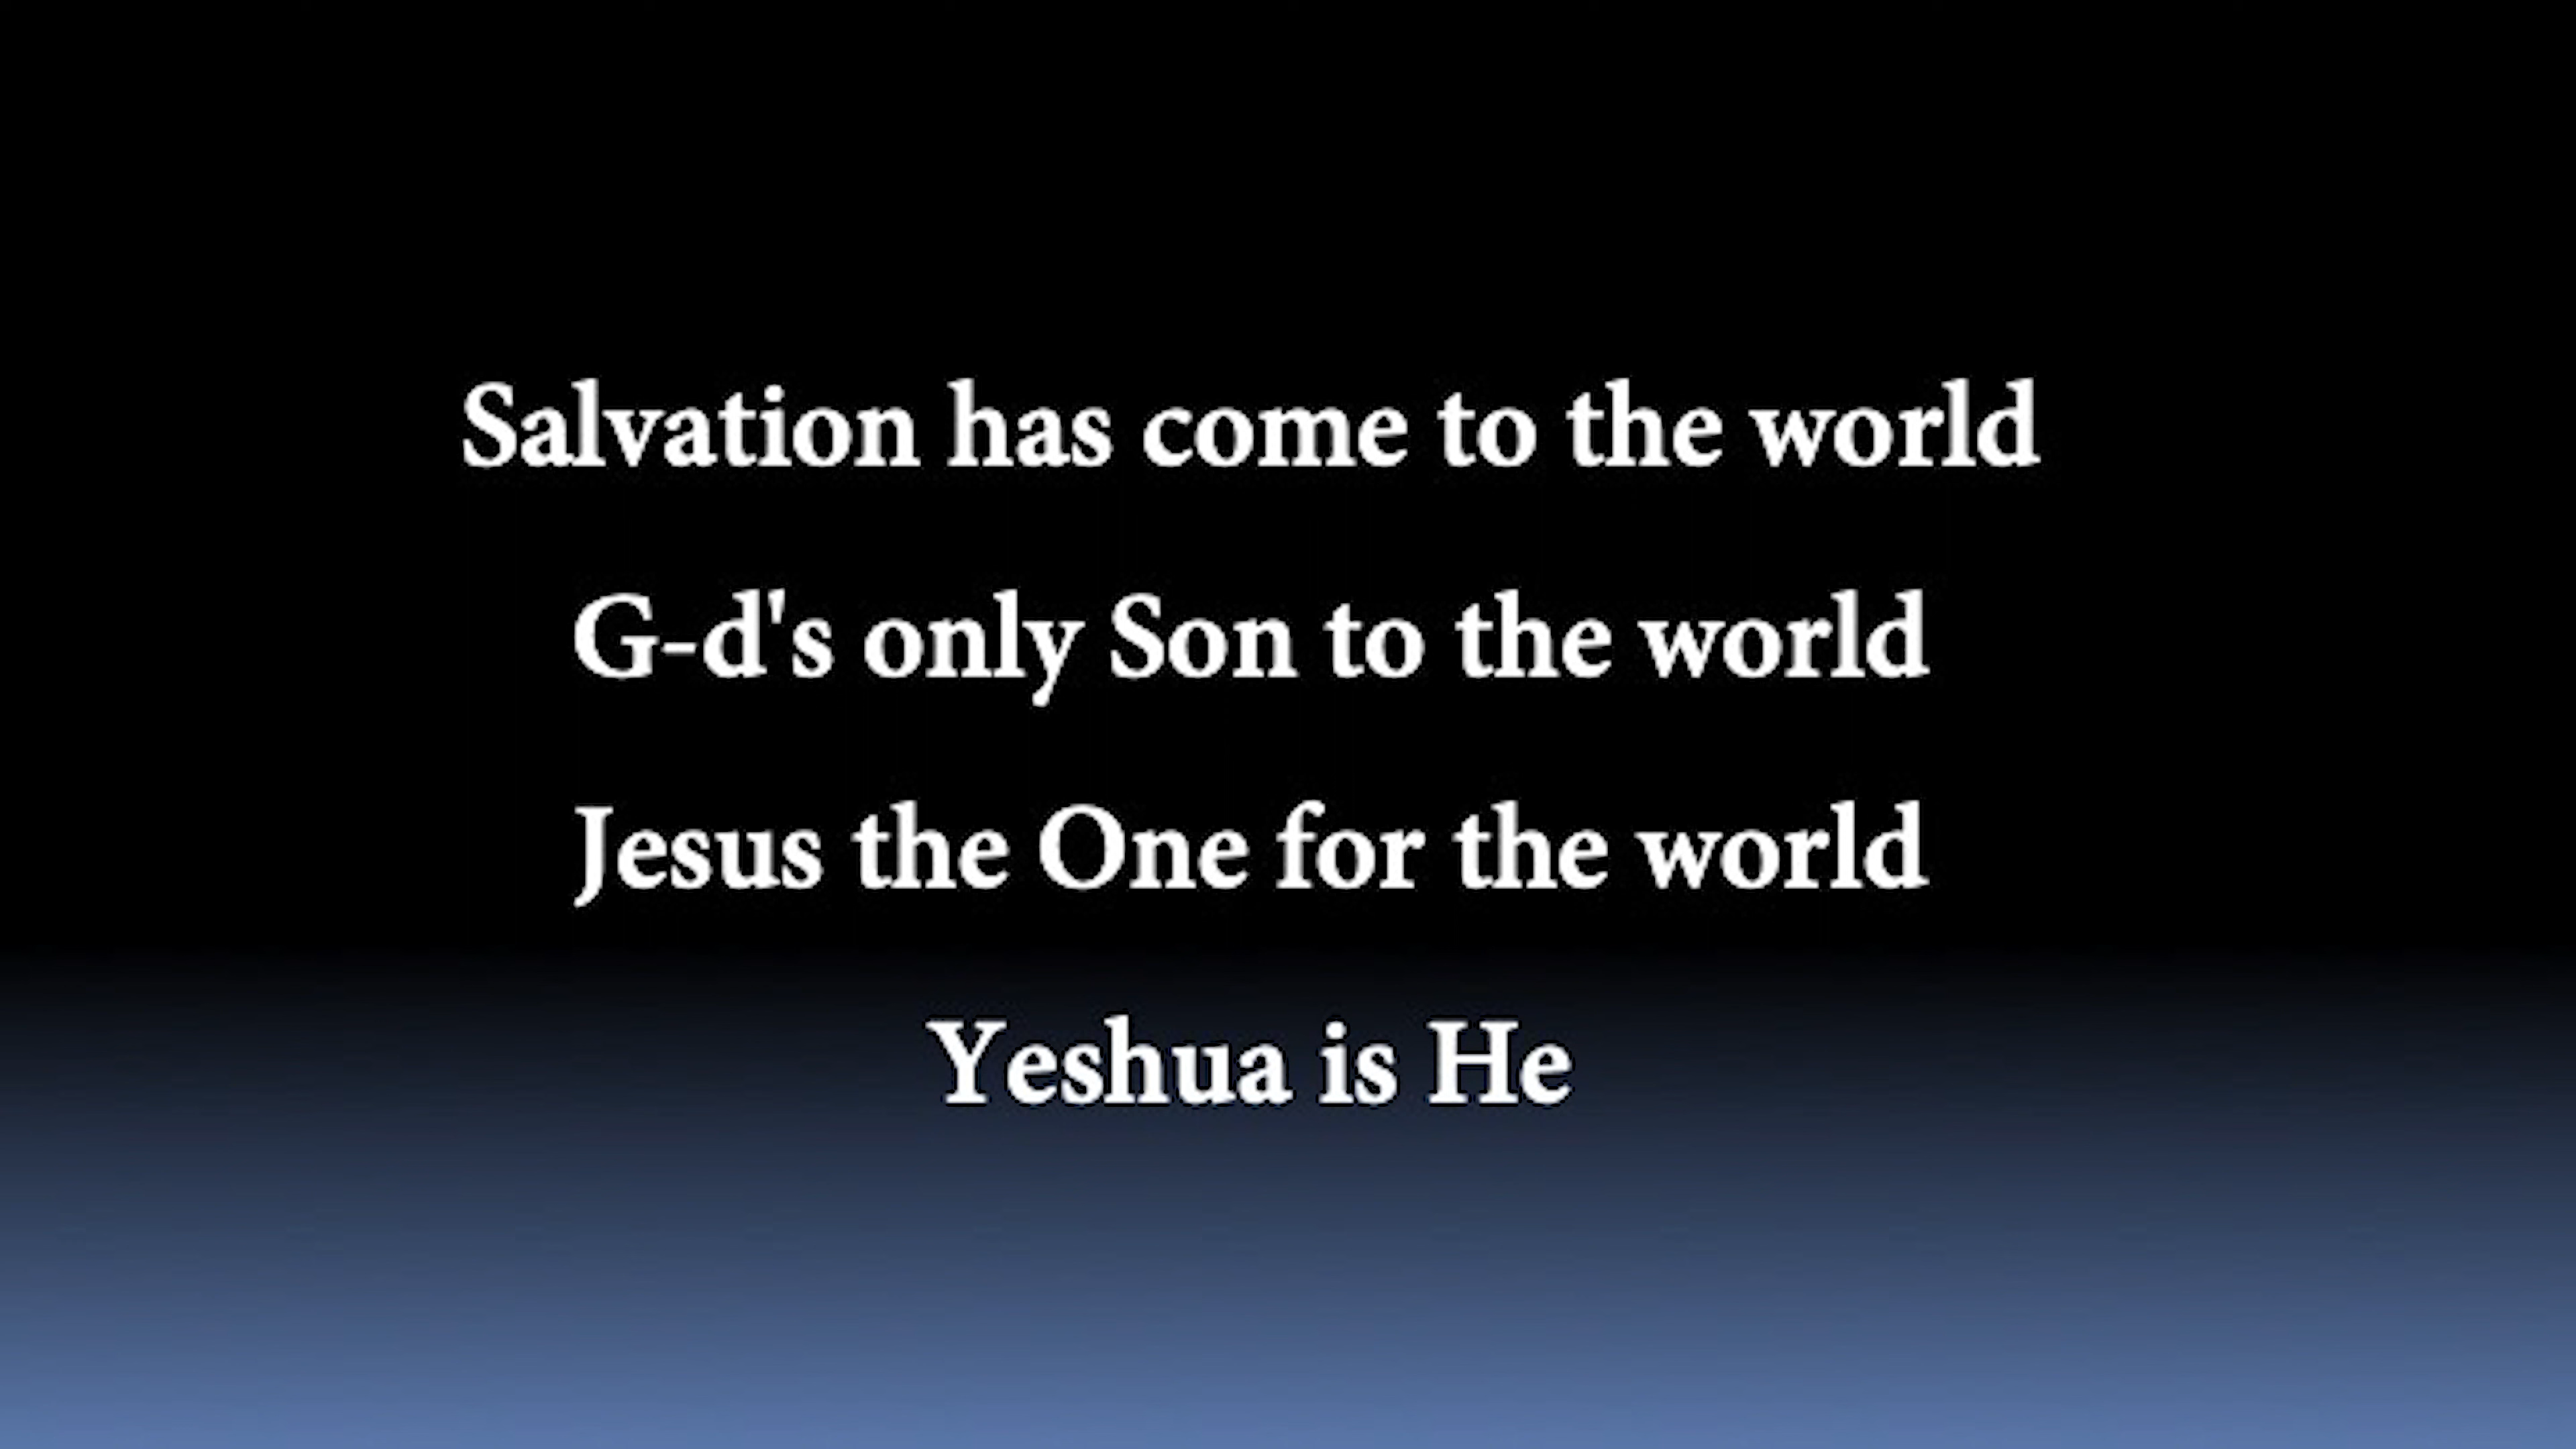 Salvation has come to the world
G-d's only Son to the world
Jesus the One for the world
Yeshua is He